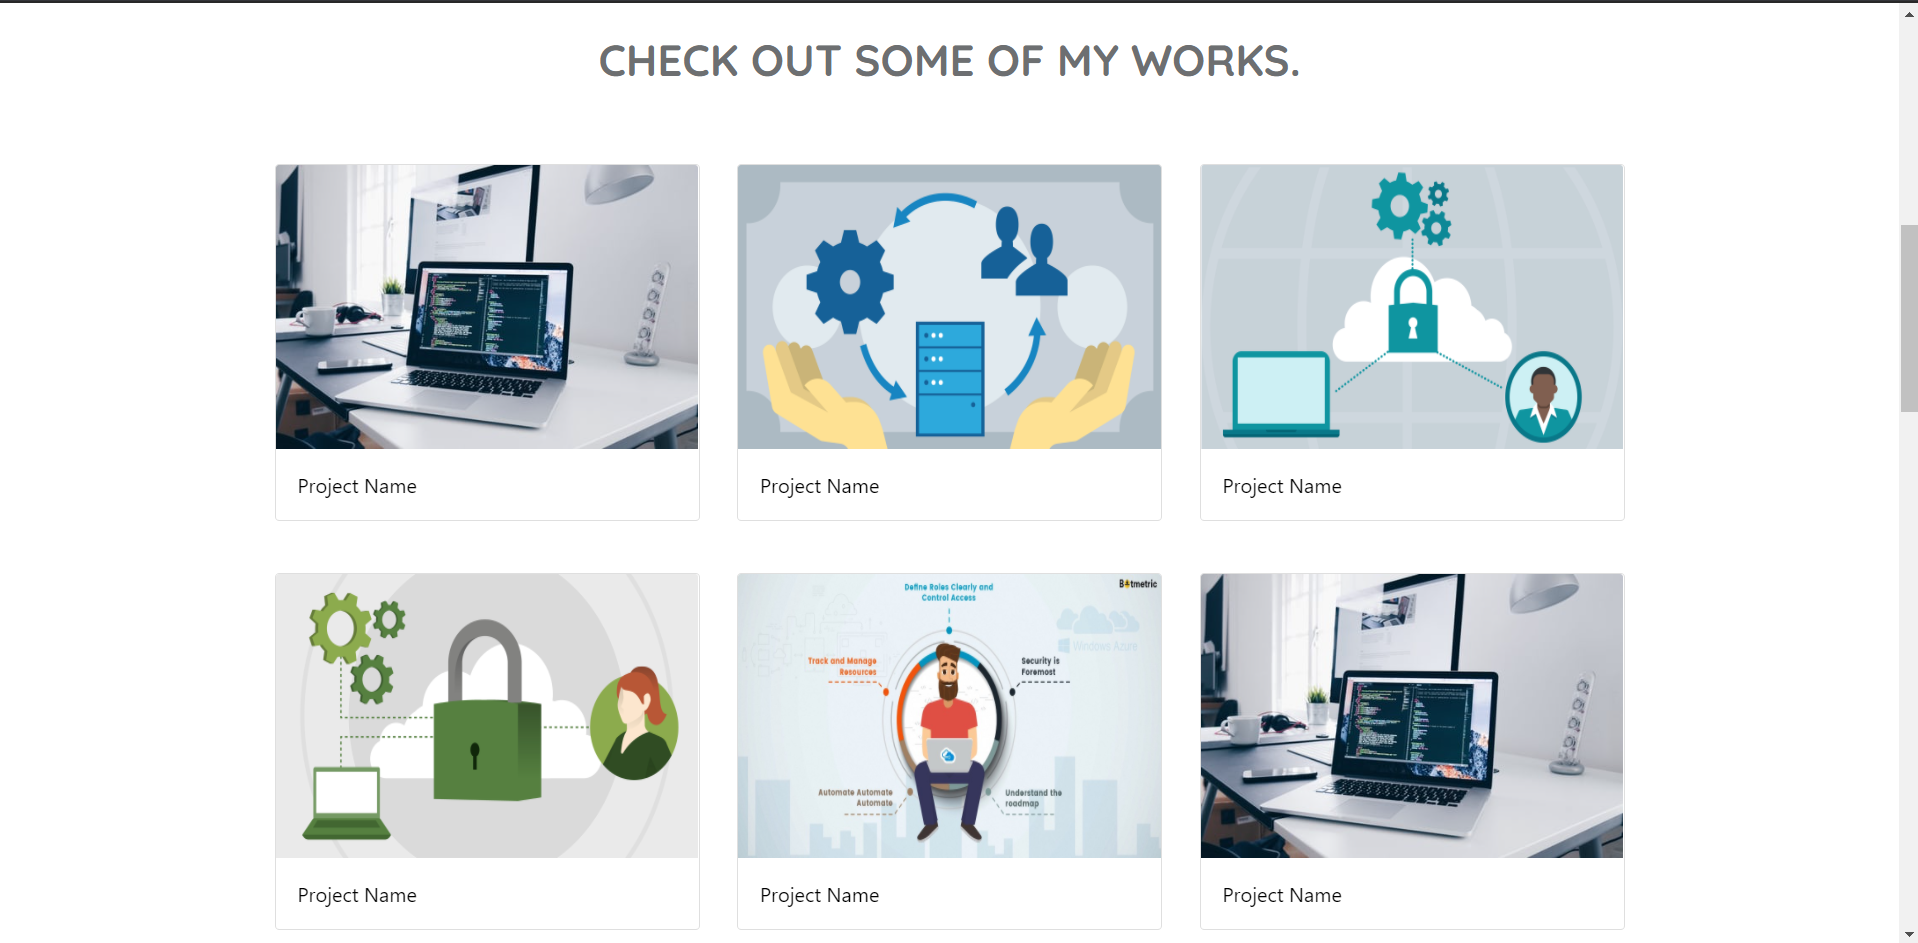 CHECK OUT SOME OF MY WORKS.
Project Name
Project Name
Project Name
Define Roles Clearly and
Control Access
Botmetric
Windows Azure
Track and Manage
Resources
Security is
Foremost
Automate Automate
Automate
Understand the
roadmap
Project Name
Project Name
Project Name